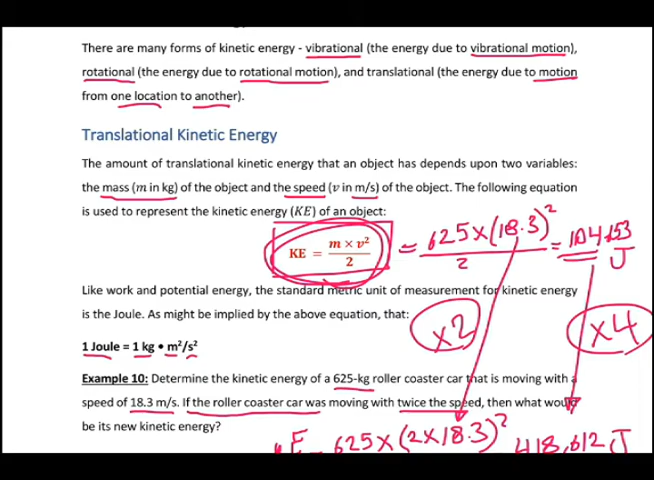 There are many forms of kinetic energy - vibrational (the energy due to vibrational motion),
rotational (the energy due to rotational motion), and translational (the energy due to motion
from one location to another).
Translational Kinetic Energy
The amount of translational kinetic energy that an object has depends upon two variables:
the mass (m in kg) of the object and the speed (v in m/s) of the object. The following equation
is used to represent the kinetic energy (KE) of an object:
KE = m × v² / 2 = 625 × (18.3)² / 2 = 104653 J
Like work and potential energy, the standard metric unit of measurement for kinetic energy
is the Joule. As might be implied by the above equation, that:
×2 ×4
1 Joule = 1 kg • m²/s²
Example 10: Determine the kinetic energy of a 625-kg roller coaster car that is moving with a
speed of 18.3 m/s. If the roller coaster car was moving with twice the speed, then what would
be its new kinetic energy?
625 × (2×18.3)² 418,612 J